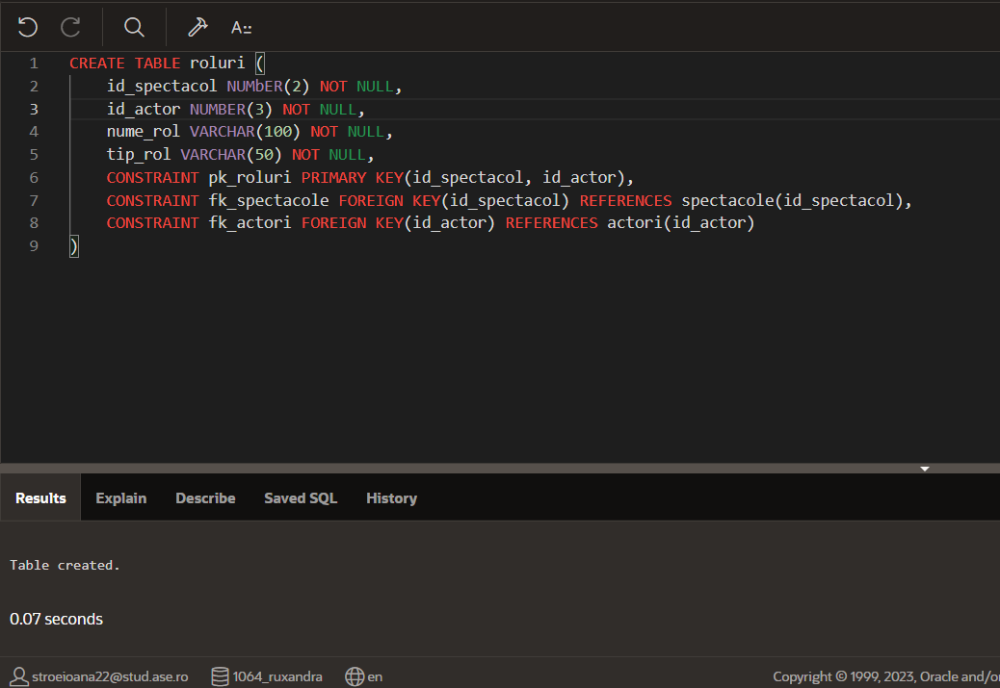 A::
1 CREATE TABLE roluri (
2 id_spectacol NUMbER(2) NOT NULL,
3 id_actor NUMBER(3) NOT NULL,
4 nume_rol VARCHAR(100) NOT NULL,
5 tip_rol VARCHAR(50) NOT NULL,
6 CONSTRAINT pk_roluri PRIMARY KEY(id_spectacol, id_actor),
7 CONSTRAINT fk_spectacole FOREIGN KEY(id_spectacol) REFERENCES spectacole(id_spectacol),
8 CONSTRAINT fk_actori FOREIGN KEY(id_actor) REFERENCES actori(id_actor)
9 )
Results Explain Describe Saved SQL History
Table created.
0.07 seconds
stroeioana22@stud.ase.ro 1064_ruxandra en Copyright © 1999, 2023, Oracle and/or